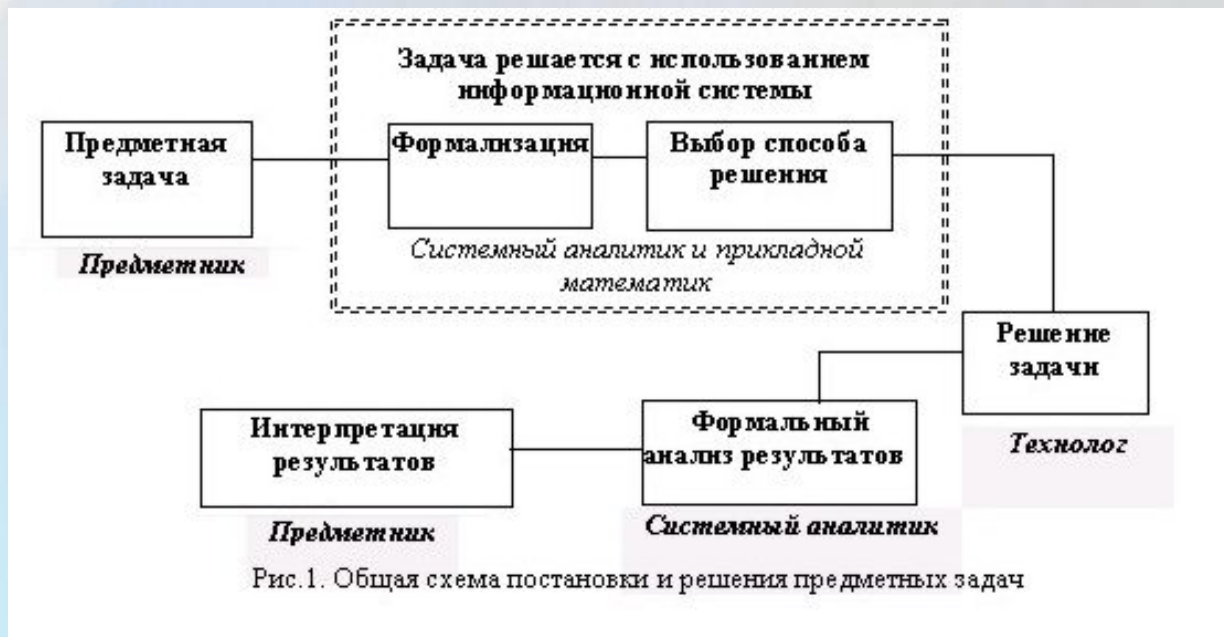 Задача решается с использованием
информационной системы
Предметная
задача
Формализация
Выбор способа
решения
Предметник
Системный аналитик и прикладной
математик
Решение
задачи
Технолог
Интерпретация
результатов
Формальный
анализ результатов
Предметник
Системный аналитик
Рис.1. Общая схема постановки и решения предметных задач